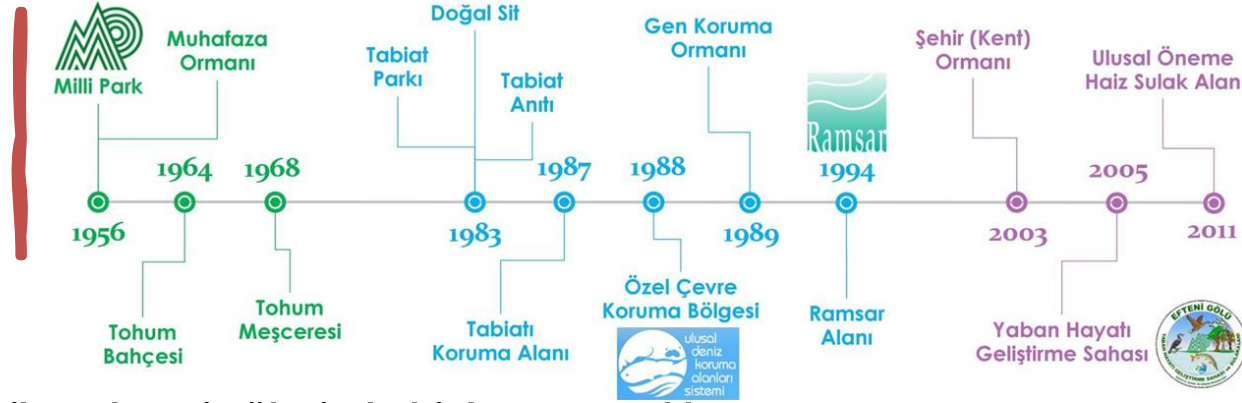 Milli Park
Muhafaza
Ormanı
1956
1964
Tohum
Bahçesi
1968
Tohum
Meşceresi
Doğal Sit
Tabiat
Parkı
Tabiat
Anıtı
1983
1987
Tabiatı
Koruma Alanı
1988
Özel Çevre
Koruma Bölgesi
ulusal
deniz
koruma
alanları
sistemi
Gen Koruma
Ormanı
1989
Ramsar
1994
Ramsar
Alanı
Şehir (Kent)
Ormanı
2003
2005
Yaban Hayatı
Geliştirme Sahası
EFTENİ GÖLÜ
Ulusal Öneme
Haiz Sulak Alan
2011